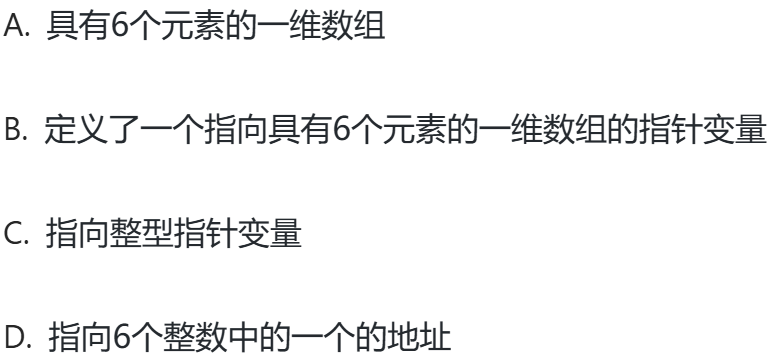 A. 具有6个元素的一维数组
B. 定义了一个指向具有6个元素的一维数组的指针变量
C. 指向整型指针变量
D. 指向6个整数中的一个的地址